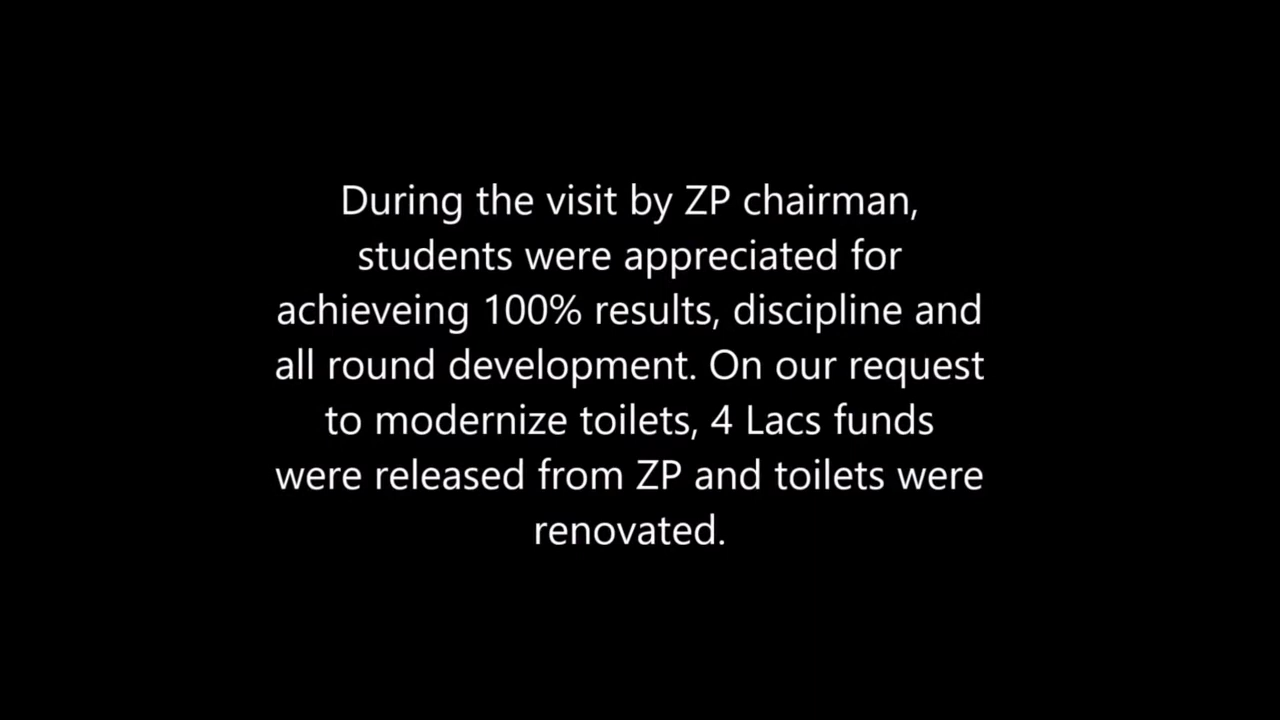 During the visit by ZP chairman,
students were appreciated for
achieveing 100% results, discipline and
all round development. On our request
to modernize toilets, 4 Lacs funds
were released from ZP and toilets were
renovated.